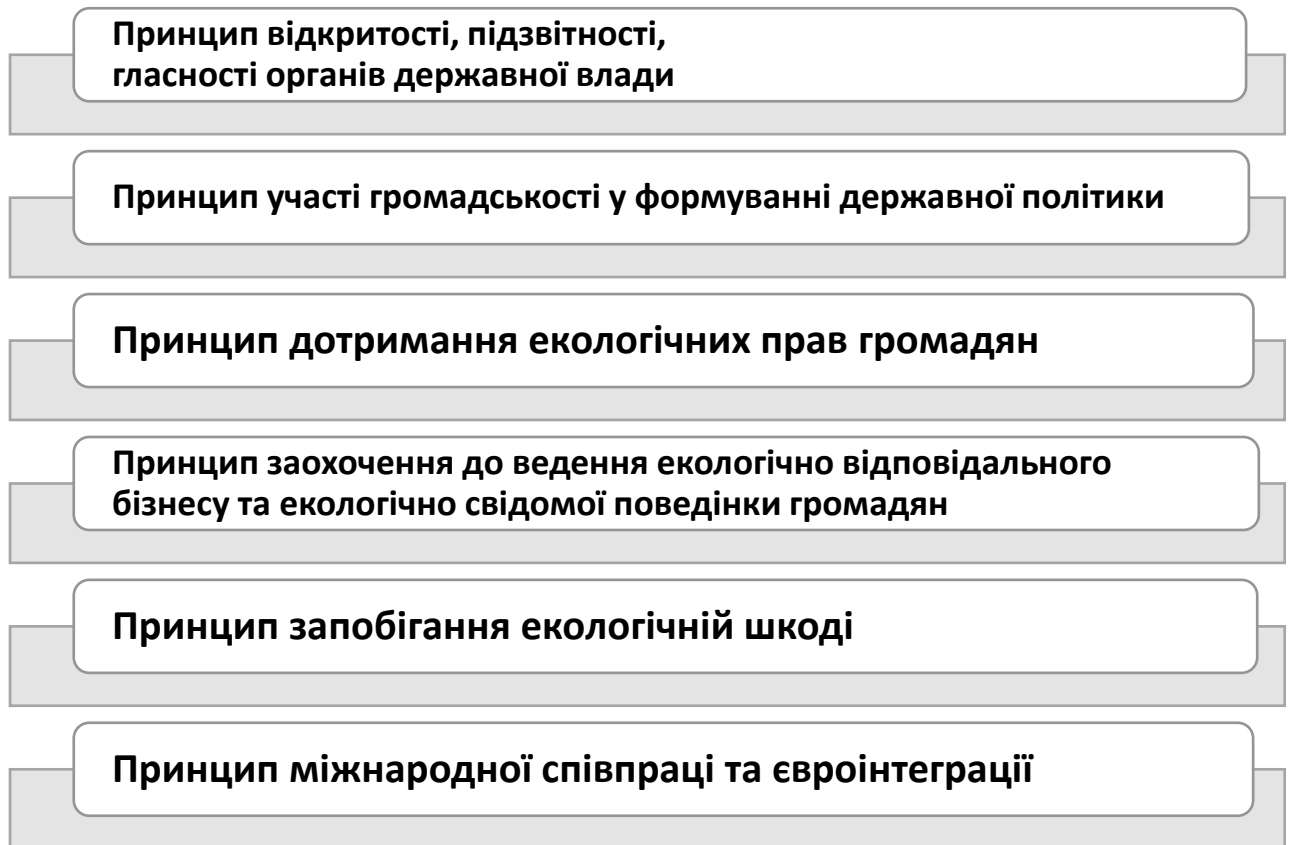 Принцип відкритості, підзвітності,
гласності органів державної влади
Принцип участі громадськості у формуванні державної політики
Принцип дотримання екологічних прав громадян
Принцип заохочення до ведення екологічно відповідального
бізнесу та екологічно свідомої поведінки громадян
Принцип запобігання екологічній шкоді
Принцип міжнародної співпраці та євроінтеграції